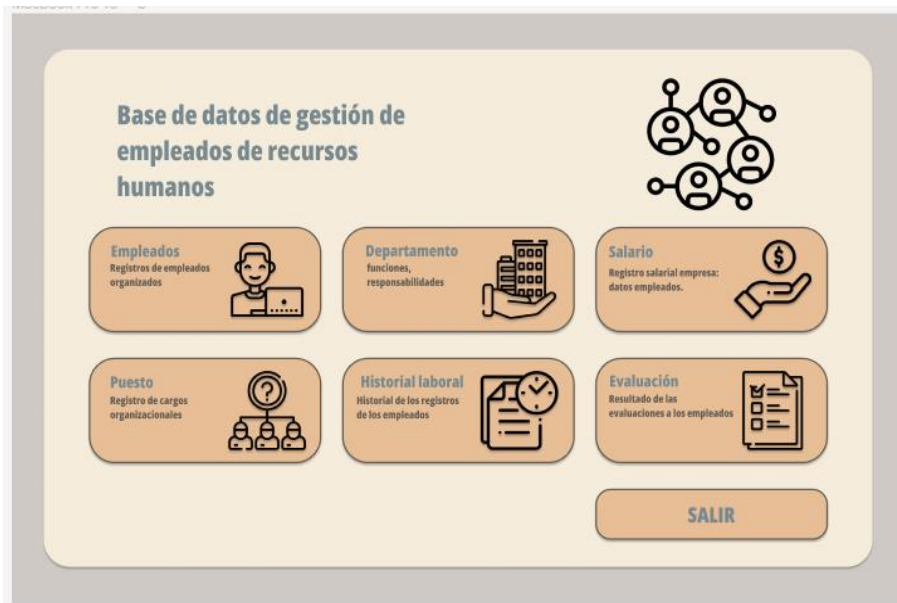 Base de datos de gestión de
empleados de recursos
humanos
Empleados
Registros de empleados
organizados
Departamento
funciones,
responsabilidades
Salario
Registro salarial empresa:
datos empleados.
Puesto
Registro de cargos
organizacionales
Historial laboral
Historial de los registros
de los empleados
Evaluación
Resultado de las
evaluaciones a los empleados
SALIR